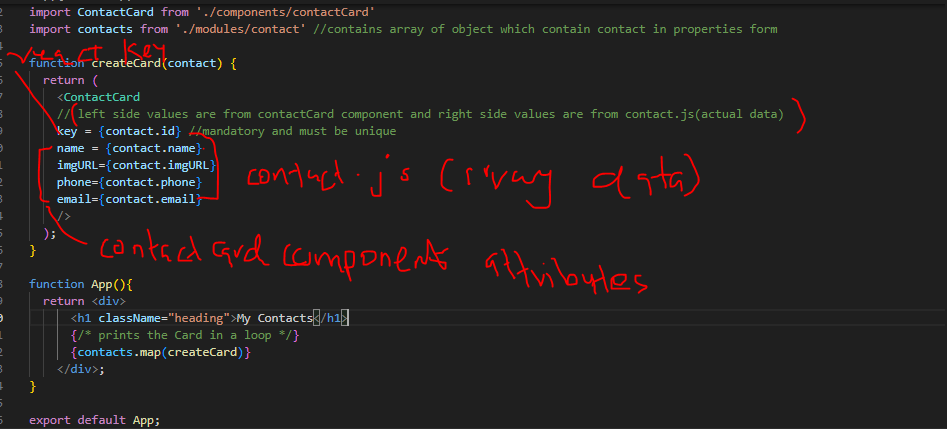 import ContactCard from './components/contactCard'
import contacts from './modules/contact' //contains array of object which contain contact in properties form
react key
function createCard(contact) {
return (
<ContactCard
//(left side values are from contactCard component and right side values are from contact.js(actual data)
key = {contact.id} //mandatory and must be unique
name = {contact.name}
imgURL={contact.imgURL}
contact.js (rray data)
phone={contact.phone}
email={contact.email}
/>
);
contactCard components attributes
}
function App(){
return <div>
<h1 className="heading">My Contacts</h1>
{/* prints the Card in a loop */}
{contacts.map(createCard)}
</div>;
}
export default App;